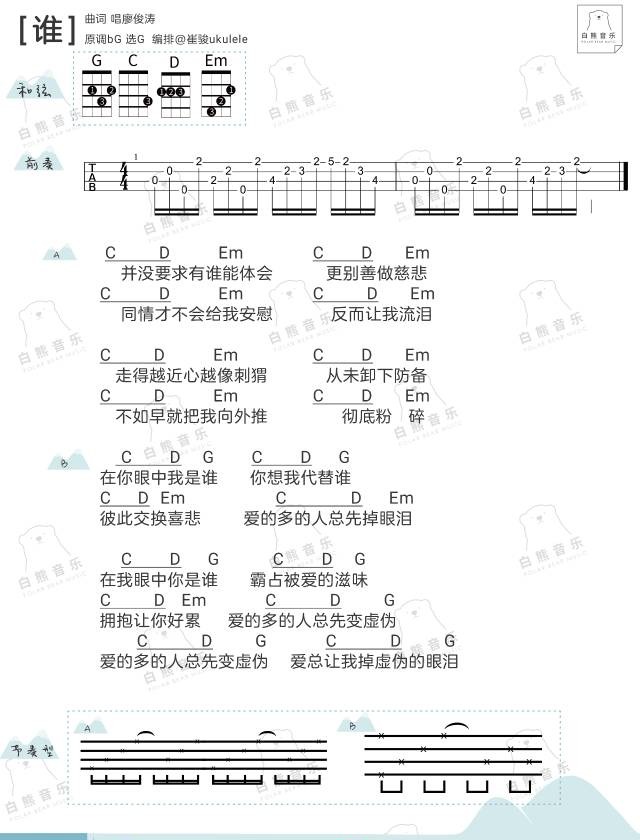 [谁]
曲词 唱廖俊涛
原调bG 选G 编排@崔骏ukulele
白熊音乐
POLAR BEAR MUSIC
和弦
G C D Em
1 2 3
3
1 2 3
1 2 3
前奏
TAB 4/4 1
0 0 0 2 2 2 0 2 4 2 3 2 5 2 3 4 0 0 0 2 2 2 0 2 4 2 3 2
A
C D Em C D Em
并没要求有谁能体会 更别善做慈悲
C D Em C D Em
同情才不会给我安慰 反而让我流泪
C D Em C D Em
走得越近心越像刺猬 从未卸下防备
C D Em C D Em
不如早就把我向外推 彻底粉 碎
B
C D G C D G
在你眼中我是谁 你想我代替谁
C D Em C D Em
彼此交换喜悲 爱的多的人总先掉眼泪
C D G C D G
在我眼中你是谁 霸占被爱的滋味
C D Em C D G
拥抱让你好累 爱的多的人总先变虚伪
C D G C D G
爱的多的人总先变虚伪 爱总让我掉虚伪的眼泪
节奏型
A B